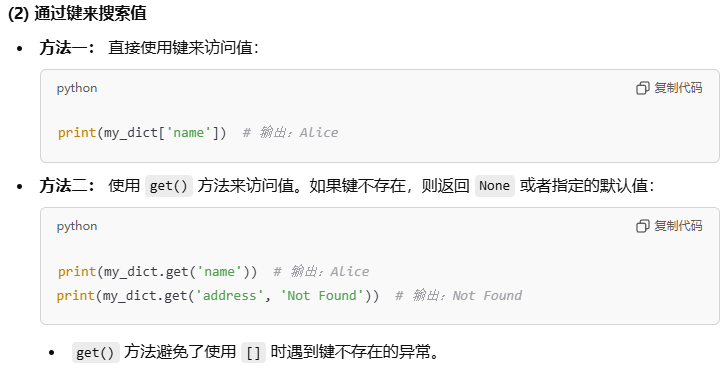 (2) 通过键来搜索值
• 方法一： 直接使用键来访问值：
python 复制代码
print(my_dict['name'])  # 输出：Alice
• 方法二： 使用 get() 方法来访问值。如果键不存在，则返回 None 或者指定的默认值：
python 复制代码
print(my_dict.get('name'))  # 输出：Alice
print(my_dict.get('address', 'Not Found'))  # 输出：Not Found
• get() 方法避免了使用 [] 时遇到键不存在的异常。